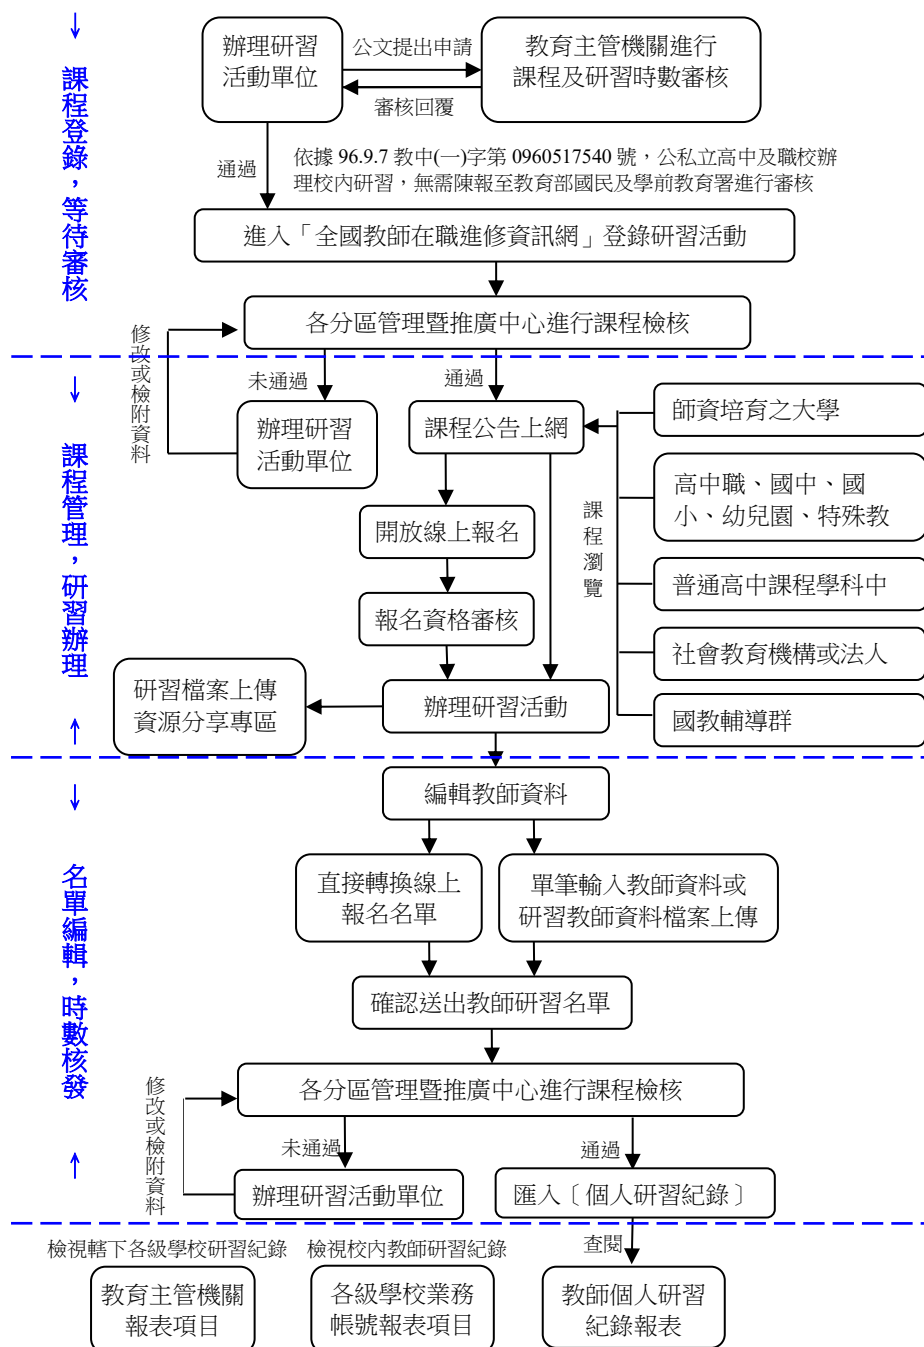 辦理研習
活動單位
公文提出申請
審核回覆
教育主管機關進行
課程及研習時數審核
課程登錄，等待審核
通過
依據 96.9.7 教中(一)字第 0960517540 號，公私立高中及職校辦
理校內研習，無需陳報至教育部國民及學前教育署進行審核
進入「全國教師在職進修資訊網」登錄研習活動
各分區管理暨推廣中心進行課程檢核
修改或檢附資料
未通過
通過
課程管理，研習辦理
辦理研習
活動單位
課程公告上網
師資培育之大學
高中職、國中、國
小、幼兒園、特殊教
課程瀏覽
開放線上報名
普通高中課程學科中
報名資格審核
社會教育機構或法人
研習檔案上傳
資源分享專區
辦理研習活動
國教輔導群
編輯教師資料
名單編輯，時數核發
直接轉換線上
報名名單
單筆輸入教師資料或
研習教師資料檔案上傳
確認送出教師研習名單
各分區管理暨推廣中心進行課程檢核
修改或檢附資料
未通過
通過
辦理研習活動單位
匯入〔個人研習紀錄〕
檢視轄下各級學校研習紀錄
檢視校內教師研習紀錄
查閱
教育主管機關
報表項目
各級學校業務
帳號報表項目
教師個人研習
紀錄報表